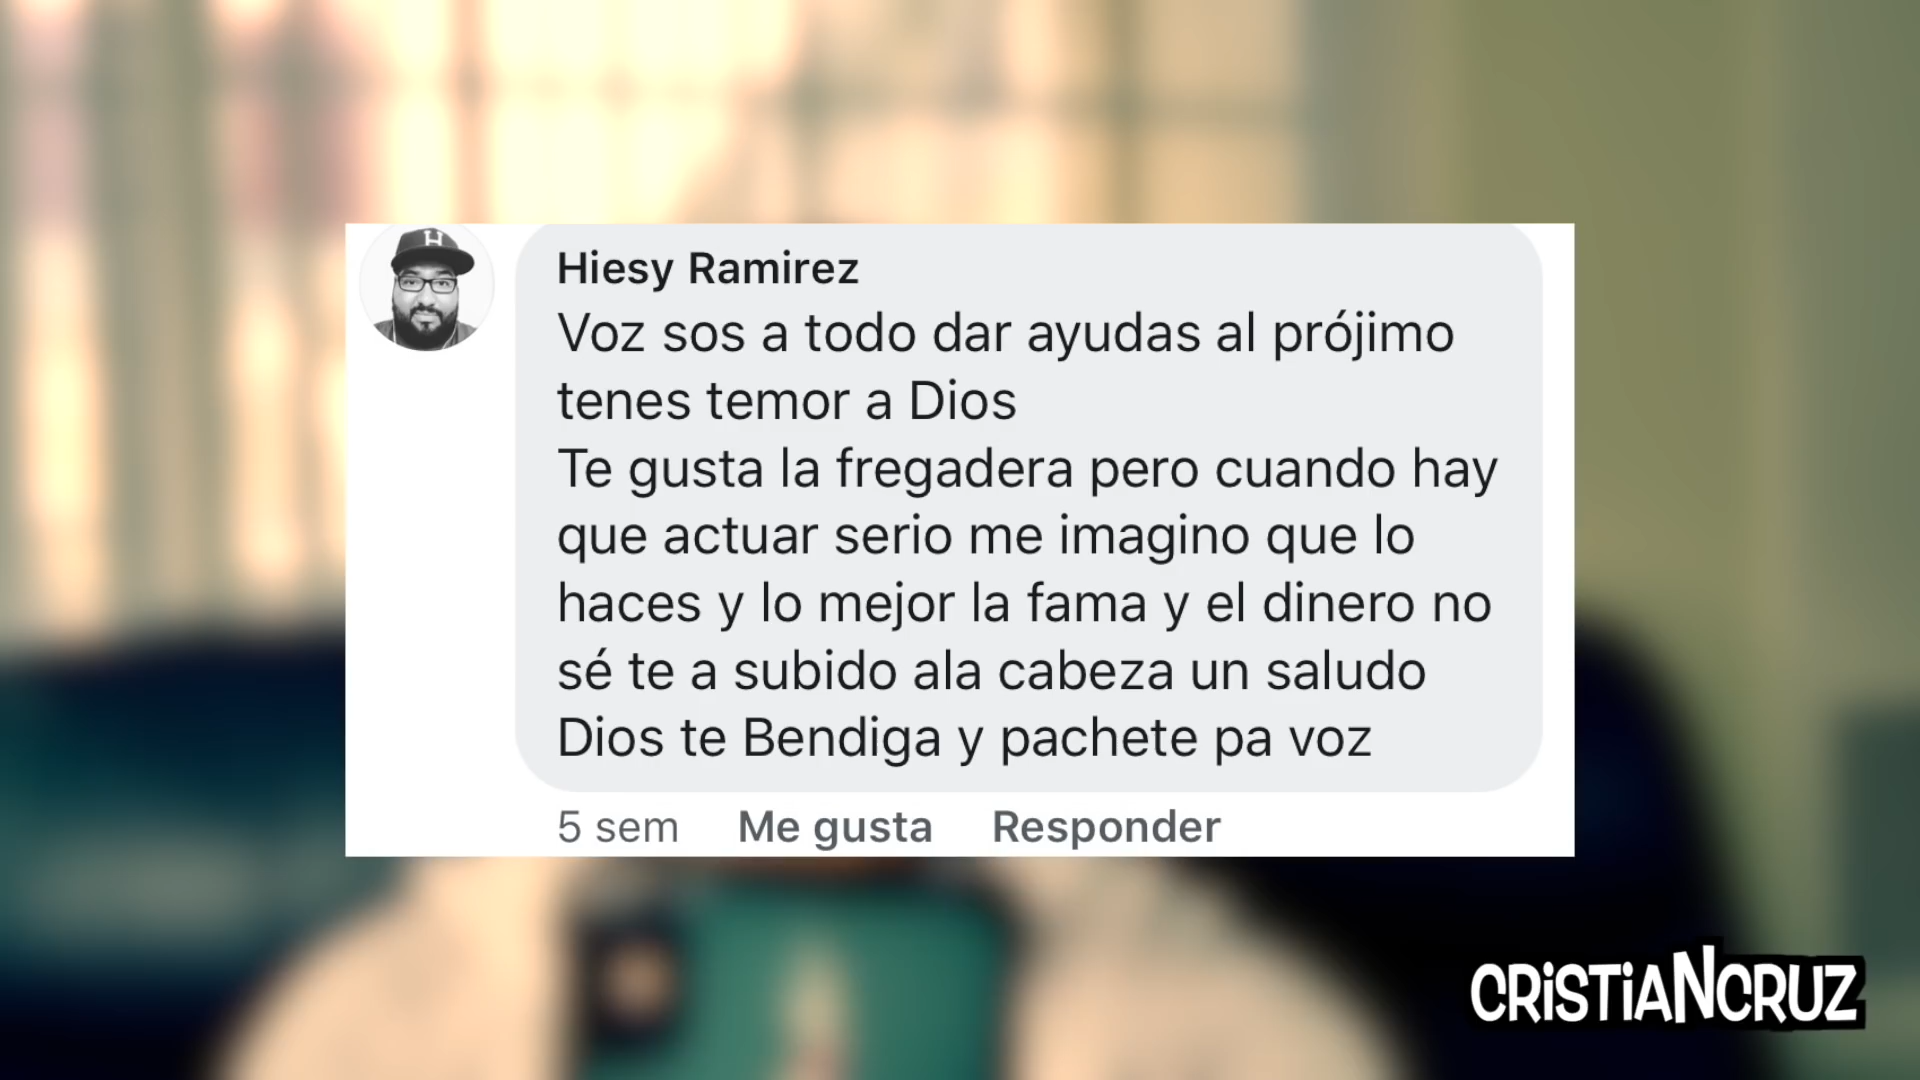 Hiesy Ramirez
Voz sos a todo dar ayudas al prójimo
tenes temor a Dios
Te gusta la fregadera pero cuando hay
que actuar serio me imagino que lo
haces y lo mejor la fama y el dinero no
sé te a subido ala cabeza un saludo
Dios te Bendiga y pachete pa voz
5 sem Me gusta Responder
CRiSTiANCRUZ